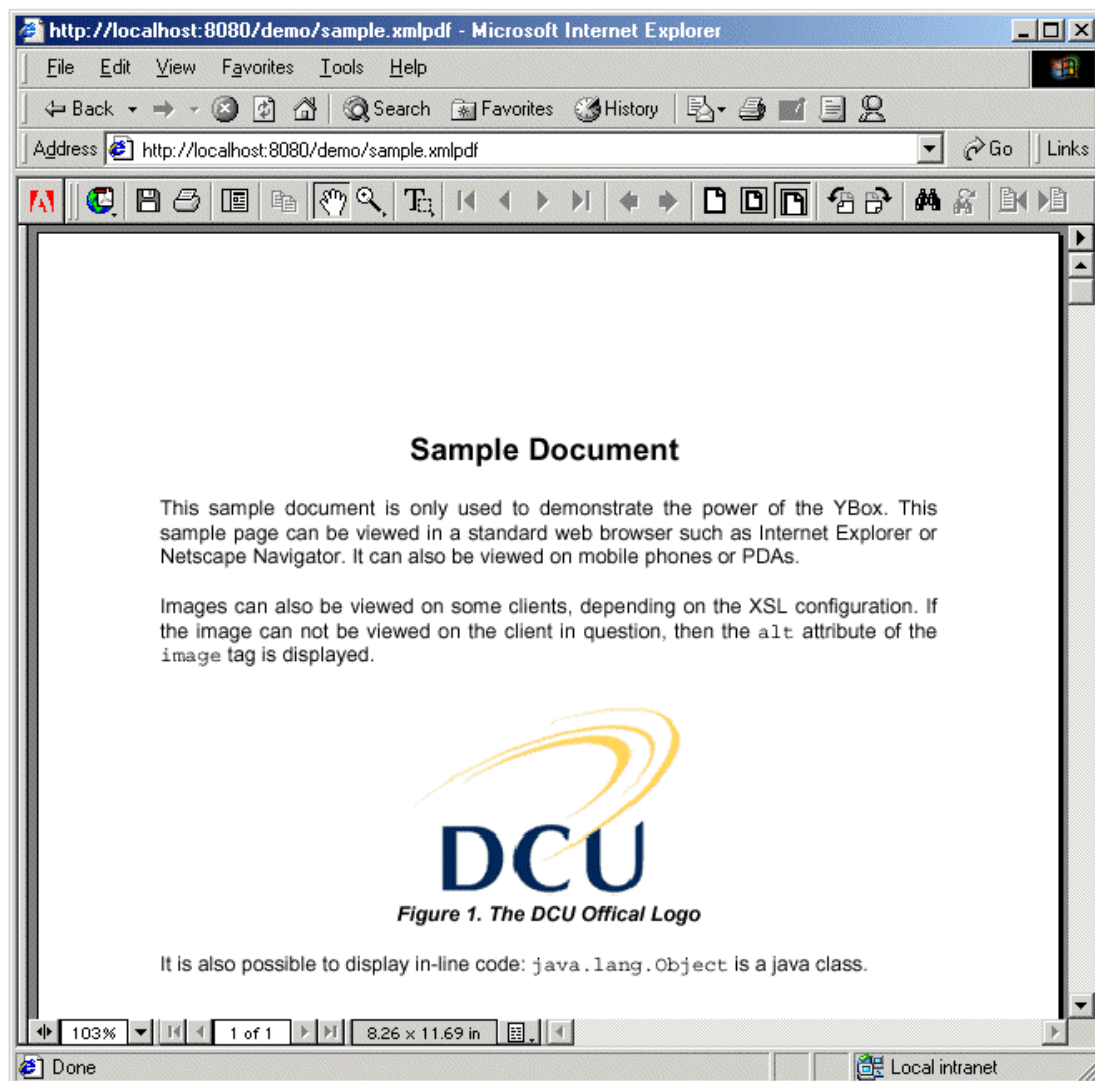 http://localhost:8080/demo/sample.xmlpdf - Microsoft Internet Explorer
File Edit View Favorites Tools Help
Back Search Favorites History
Address http://localhost:8080/demo/sample.xmlpdf Go Links
Sample Document
This sample document is only used to demonstrate the power of the YBox. This
sample page can be viewed in a standard web browser such as Internet Explorer or
Netscape Navigator. It can also be viewed on mobile phones or PDAs.
Images can also be viewed on some clients, depending on the XSL configuration. If
the image can not be viewed on the client in question, then the alt attribute of the
image tag is displayed.
DCU
Figure 1. The DCU Offical Logo
It is also possible to display in-line code: java.lang.Object is a java class.
103% 1 of 1 8.26 x 11.69 in
Done Local intranet